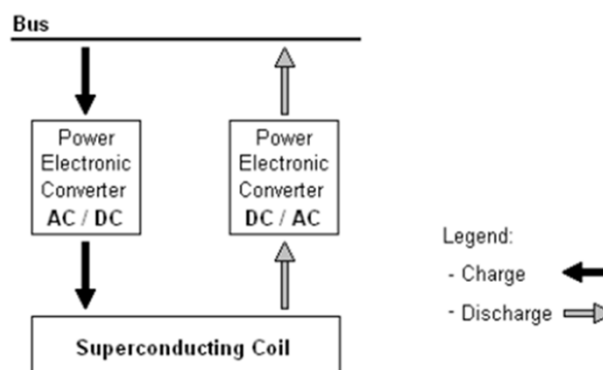 Bus
Power
Electronic
Converter
AC / DC
Power
Electronic
Converter
DC / AC
Legend:
- Charge
- Discharge
Superconducting Coil